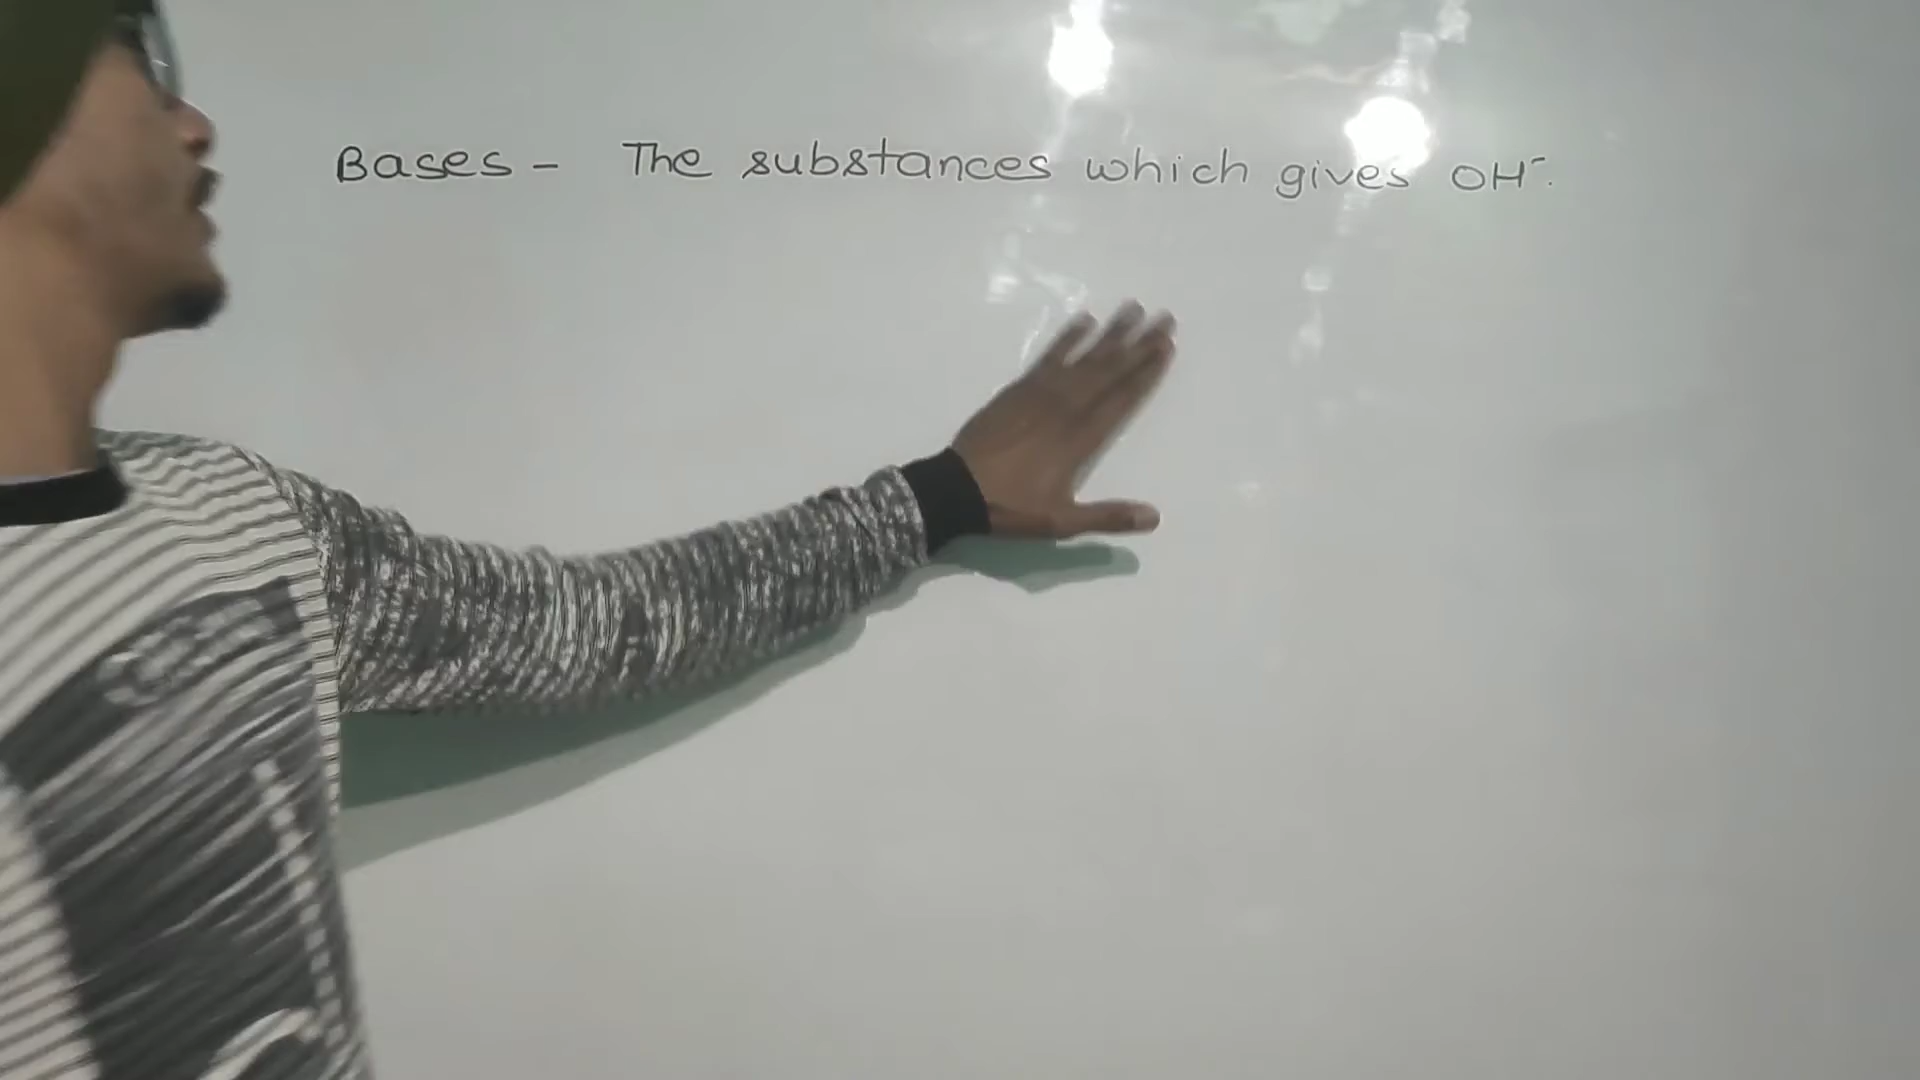 Bases - The substances which gives OH⁻.